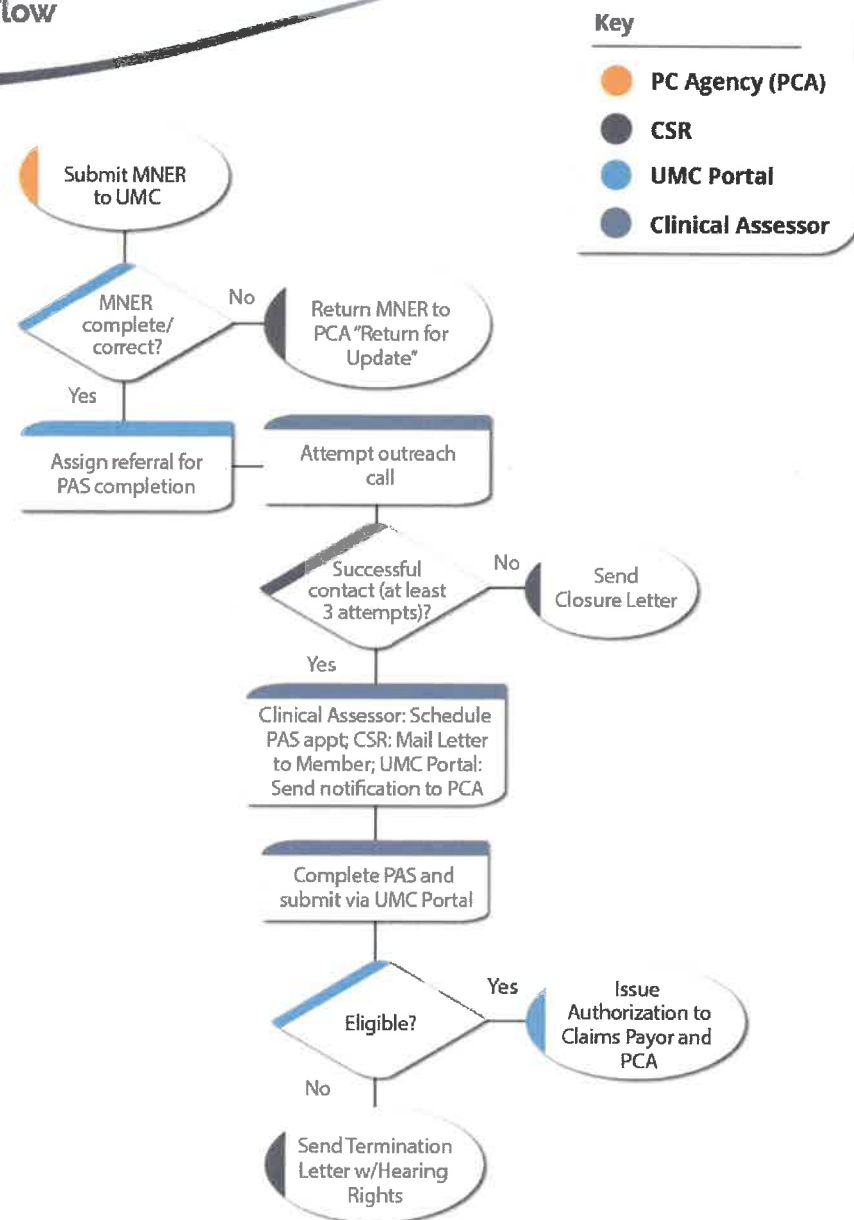 low
Key
PC Agency (PCA)
CSR
UMC Portal
Clinical Assessor
Submit MNER
to UMC
MNER
complete/
correct?
No
Return MNER to
PCA "Return for
Update"
Yes
Assign referral for
PAS completion
Attempt outreach
call
Successful
contact (at least
3 attempts)?
No
Send
Closure Letter
Yes
Clinical Assessor: Schedule
PAS appt; CSR: Mail Letter
to Member; UMC Portal:
Send notification to PCA
Complete PAS and
submit via UMC Portal
Eligible?
Yes
Issue
Authorization to
Claims Payor and
PCA
No
Send Termination
Letter w/Hearing
Rights